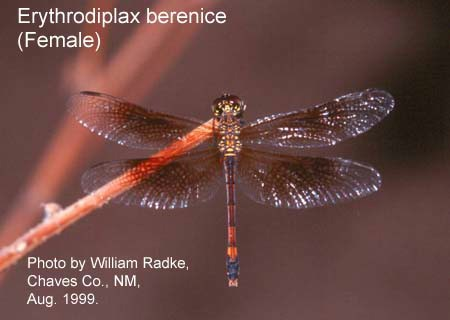 Erythrodiplax berenice
(Female)
Photo by William Radke,
Chaves Co., NM,
Aug. 1999.